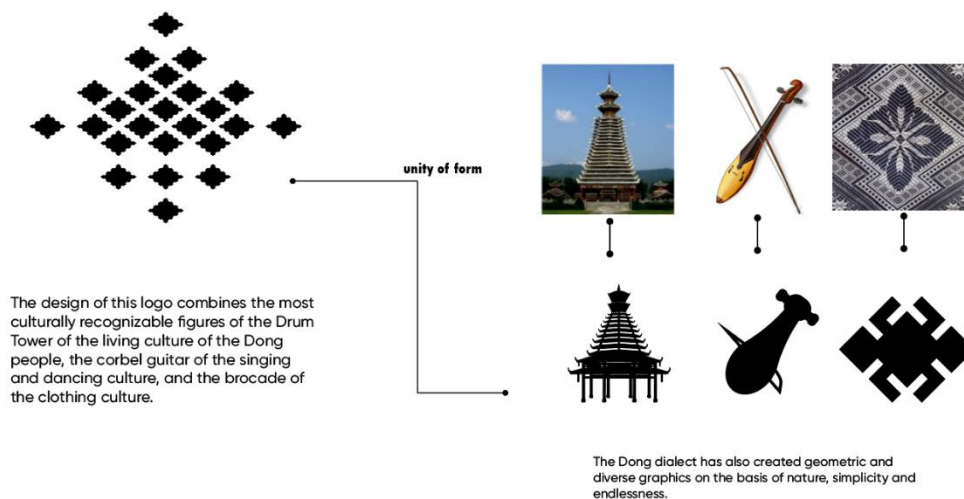 unity of form
The design of this logo combines the most
culturally recognizable figures of the Drum
Tower of the living culture of the Dong
people, the corbel guitar of the singing
and dancing culture, and the brocade of
the clothing culture.
The Dong dialect has also created geometric and
diverse graphics on the basis of nature, simplicity and
endlessness.